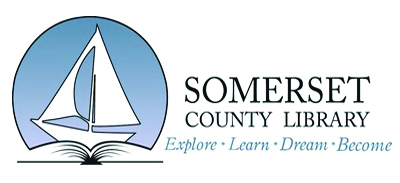 SOMERSET
COUNTY LIBRARY
Explore · Learn · Dream · Become